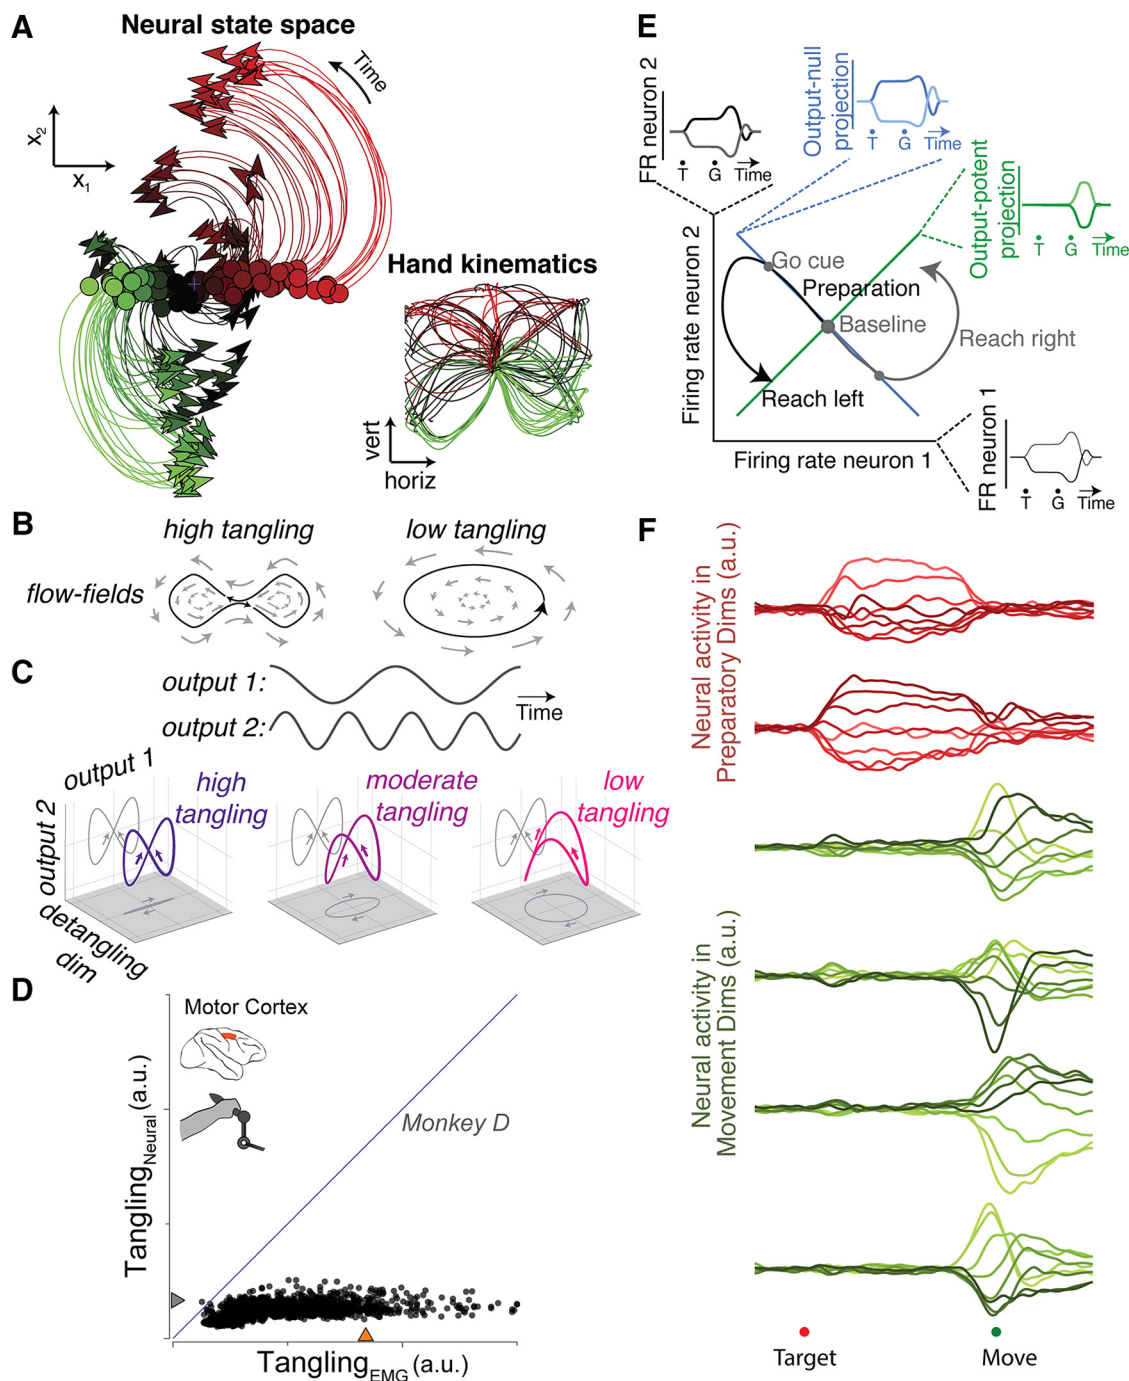 A
Neural state space
Time
x2
x1
Hand kinematics
vert
horiz
B
high tangling
low tangling
flow-fields
C
output 1:
output 2:
Time
output 1
output 2
detangling
dim
high
tangling
moderate
tangling
low
tangling
D
Motor Cortex
Monkey D
TanglingNeural (a.u.)
TanglingEMG (a.u.)
E
FR neuron 2
T G Time
Output-null
projection
T G Time
Output-potent
projection
T G Time
Firing rate neuron 2
Go cue
Preparation
Baseline
Reach right
Reach left
Firing rate neuron 1
FR neuron 1
T G Time
F
Neural activity in
Preparatory Dims (a.u.)
Neural activity in
Movement Dims (a.u.)
Target
Move